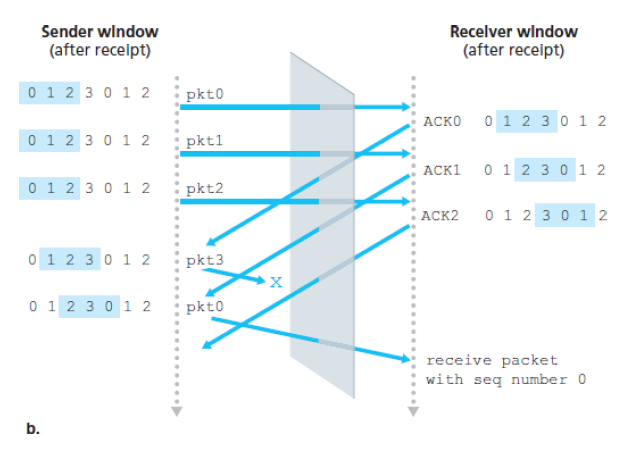 Sender window
(after receipt)
Receiver window
(after receipt)
0 1 2 3 0 1 2
pkt0
ACK0 0 1 2 3 0 1 2
0 1 2 3 0 1 2
pkt1
ACK1 0 1 2 3 0 1 2
0 1 2 3 0 1 2
pkt2
ACK2 0 1 2 3 0 1 2
0 1 2 3 0 1 2
pkt3
X
0 1 2 3 0 1 2
pkt0
receive packet
with seq number 0
b.